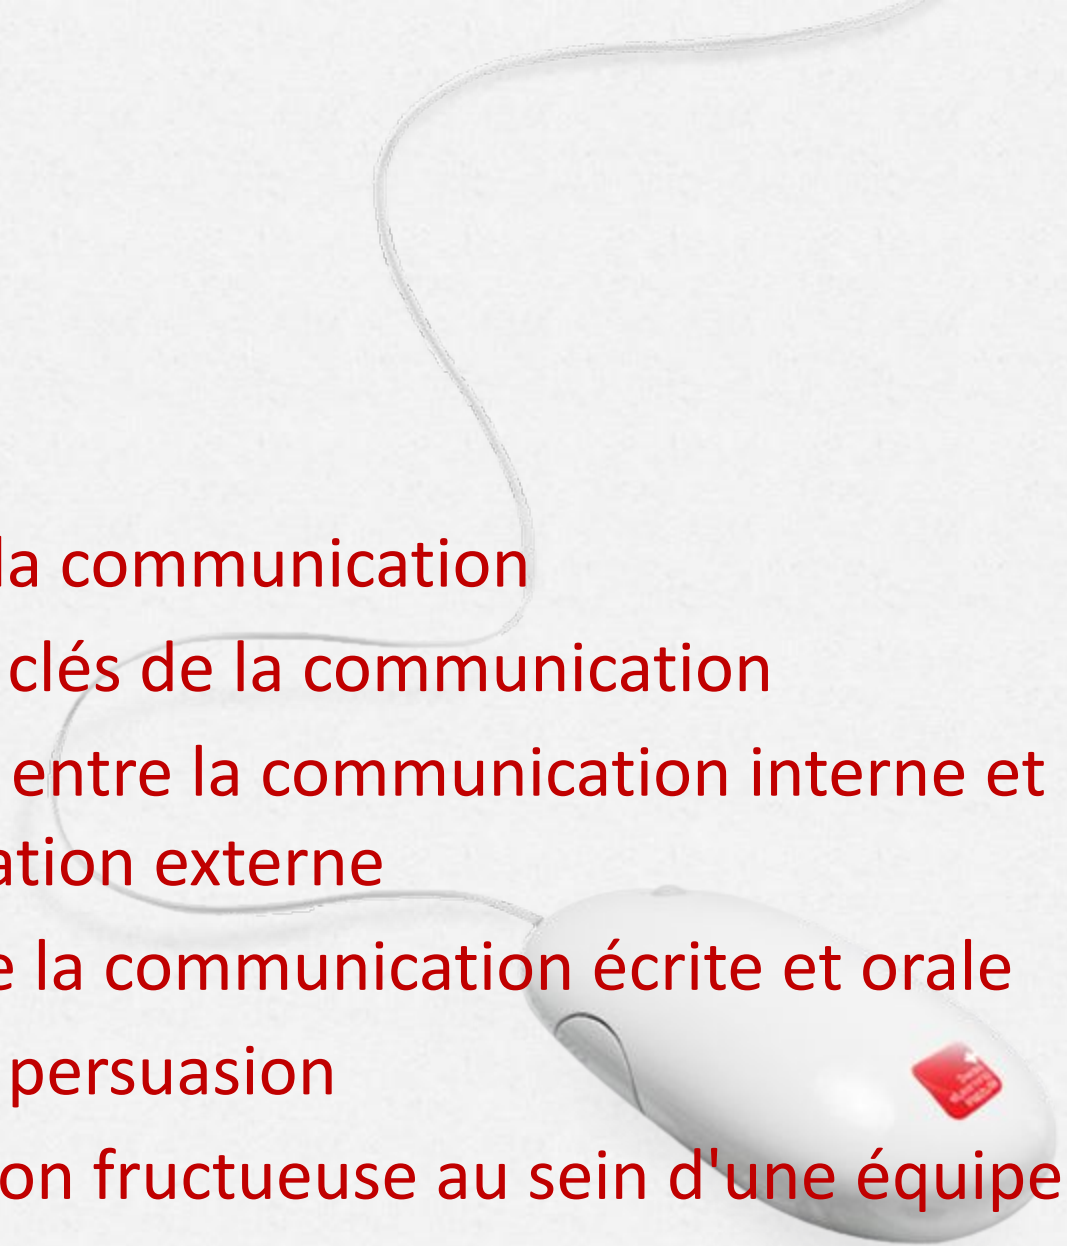 la communication
clés de la communication
entre la communication interne et
ation externe
e la communication écrite et orale
persuasion
on fructueuse au sein d'une équipe